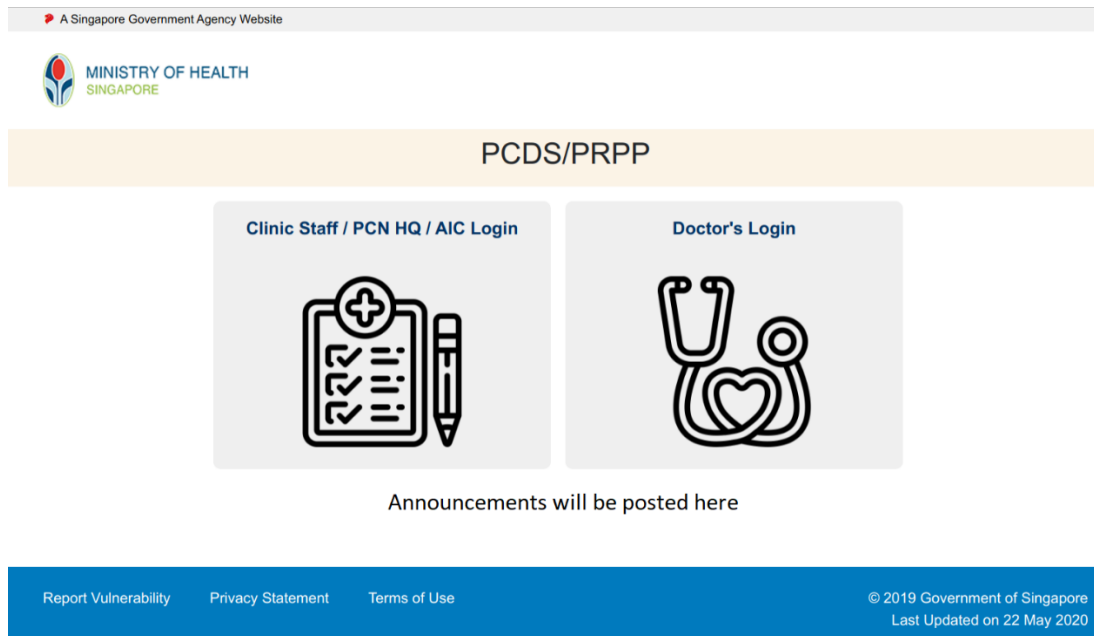 A Singapore Government Agency Website
MINISTRY OF HEALTH
SINGAPORE
PCDS/PRPP
Clinic Staff / PCN HQ / AIC Login
Doctor's Login
Announcements will be posted here
Report Vulnerability
Privacy Statement
Terms of Use
© 2019 Government of Singapore
Last Updated on 22 May 2020